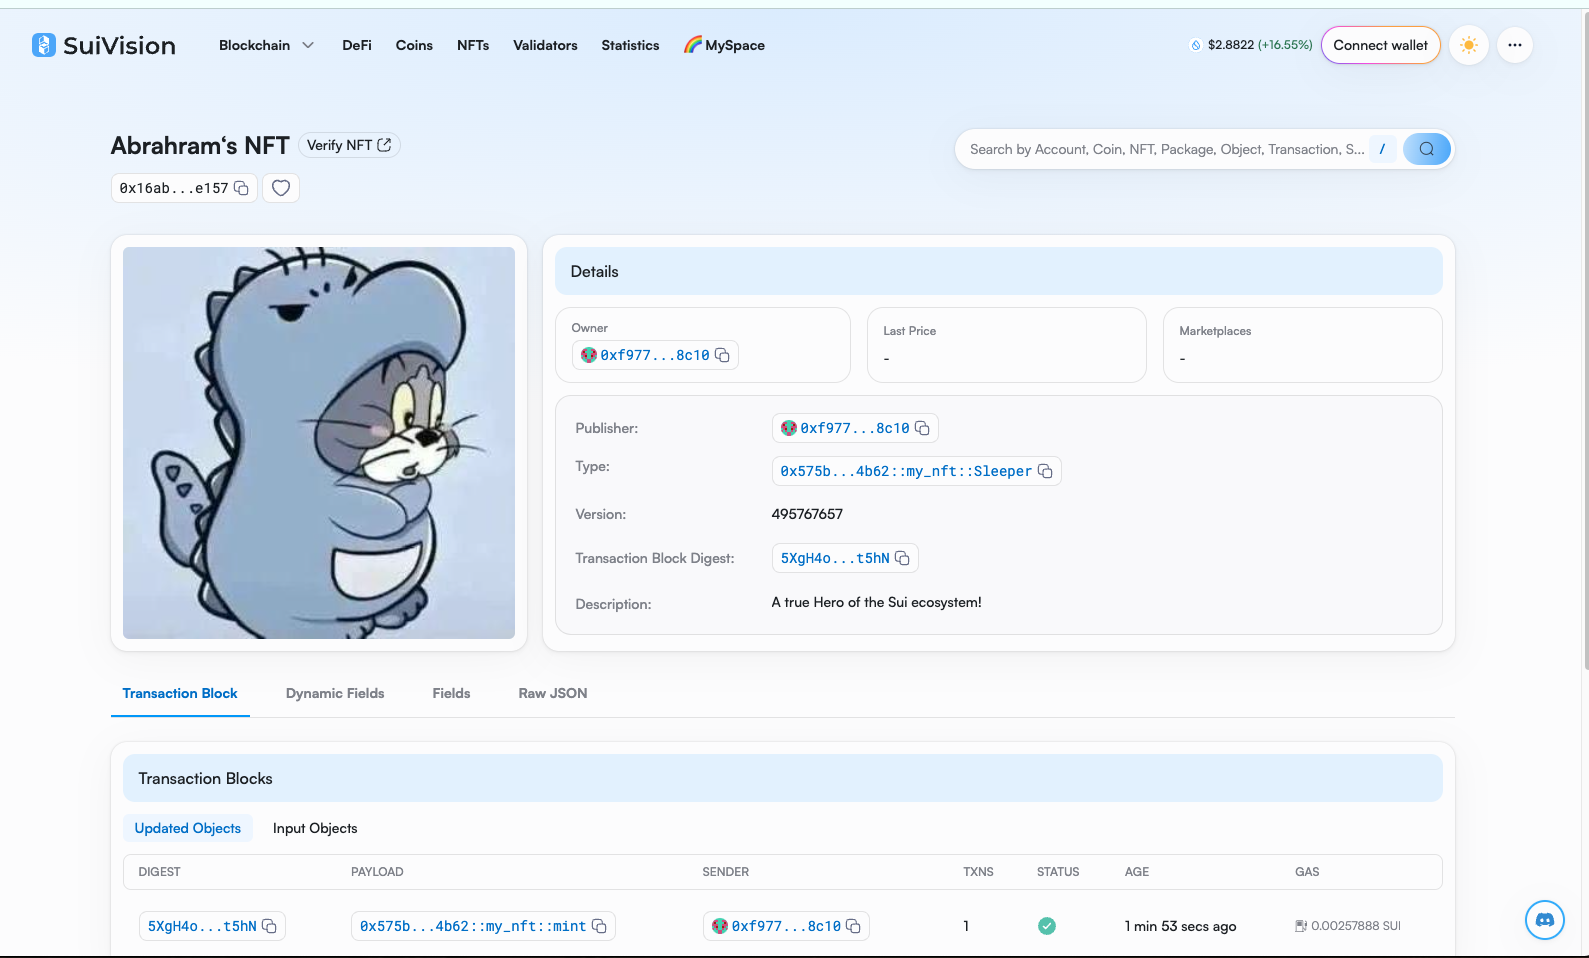 SuiVision
Blockchain DeFi Coins NFTs Validators Statistics MySpace
$2.8822 (+16.55%) Connect wallet
Abrahram‘s NFT Verify NFT
Search by Account, Coin, NFT, Package, Object, Transaction, S... /
0x16ab...e157
Details
Owner
0xf977...8c10
Last Price
-
Marketplaces
-
Publisher: 0xf977...8c10
Type: 0x575b...4b62::my_nft::Sleeper
Version: 495767657
Transaction Block Digest: 5XgH4o...t5hN
Description: A true Hero of the Sui ecosystem!
Transaction Block Dynamic Fields Fields Raw JSON
Transaction Blocks
Updated Objects Input Objects
DIGEST PAYLOAD SENDER TXNS STATUS AGE GAS
5XgH4o...t5hN 0x575b...4b62::my_nft::mint 0xf977...8c10 1 1 min 53 secs ago 0.00257888 SUI